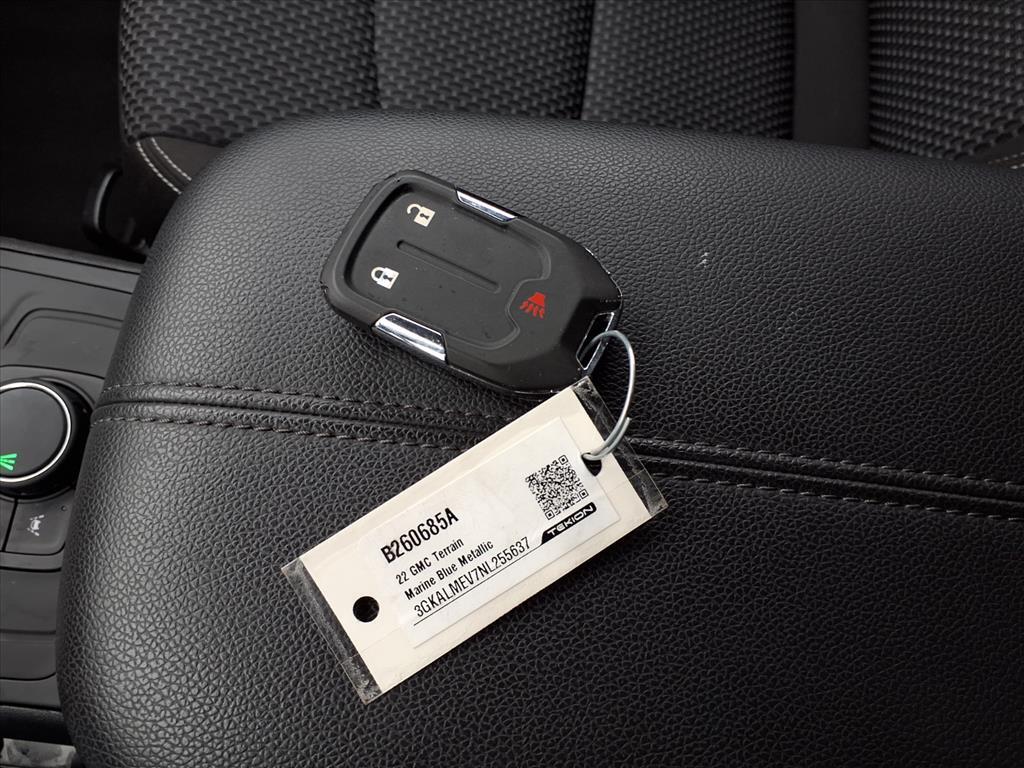 B260685A
22 GMC Terrain
Marine Blue Metallic
3GKALMEV7NL255637
TEKION